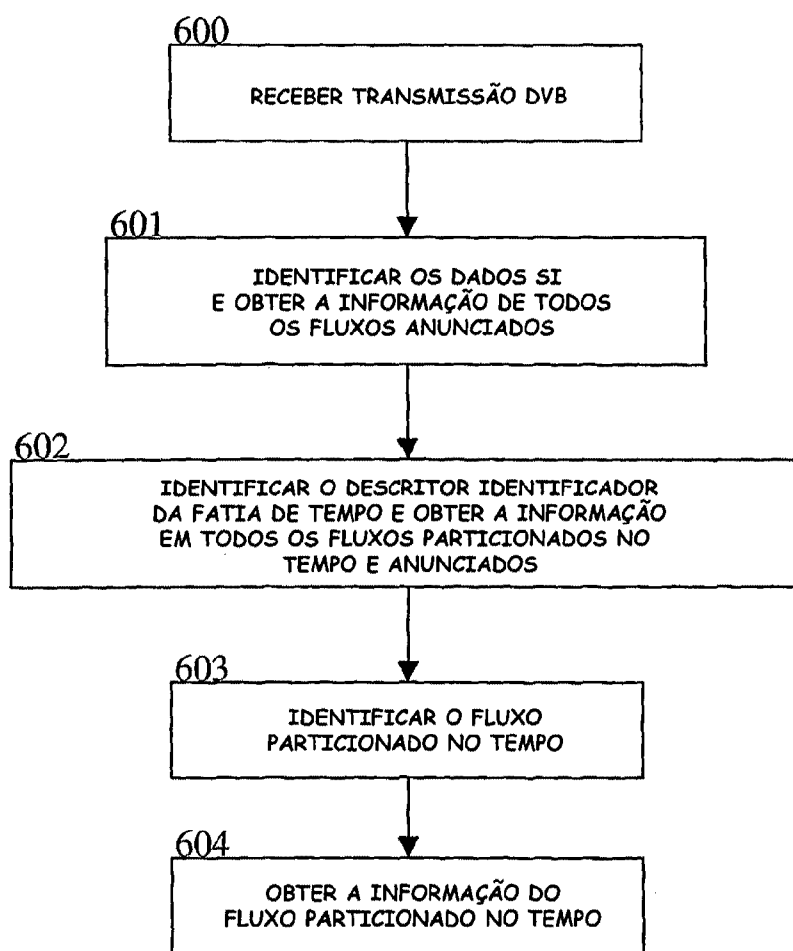 600
RECEBER TRANSMISSÃO DVB
601
IDENTIFICAR OS DADOS SI
E OBTER A INFORMAÇÃO DE TODOS
OS FLUXOS ANUNCIADOS
602
IDENTIFICAR O DESCRITOR IDENTIFICADOR
DA FATIA DE TEMPO E OBTER A INFORMAÇÃO
EM TODOS OS FLUXOS PARTICIONADOS NO
TEMPO E ANUNCIADOS
603
IDENTIFICAR O FLUXO
PARTICIONADO NO TEMPO
604
OBTER A INFORMAÇÃO DO
FLUXO PARTICIONADO NO TEMPO